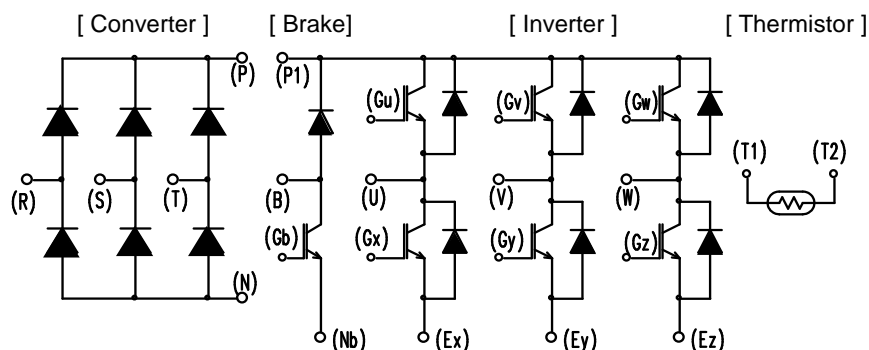 [ Converter ] [ Brake] [ Inverter ] [ Thermistor ]
(P) (P1)
(Gu) (Gv) (Gw)
(T1) (T2)
(R) (S) (T) (B) (U) (V) (W)
(Gb) (Gx) (Gy) (Gz)
(N)
(Nb) (Ex) (Ey) (Ez)